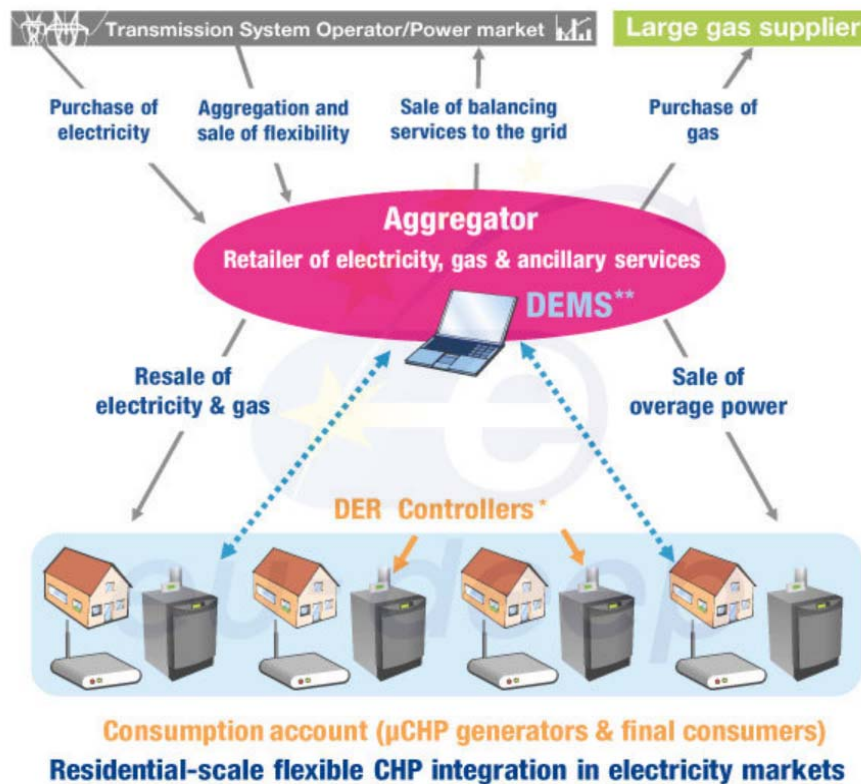 Transmission System Operator/Power market
Large gas supplier
Purchase of
electricity
Aggregation and
sale of flexibility
Sale of balancing
services to the grid
Purchase of
gas
Aggregator
Retailer of electricity, gas & ancillary services
DEMS**
Resale of
electricity & gas
Sale of
overage power
DER Controllers*
eu deep
Consumption account (µCHP generators & final consumers)
Residential-scale flexible CHP integration in electricity markets